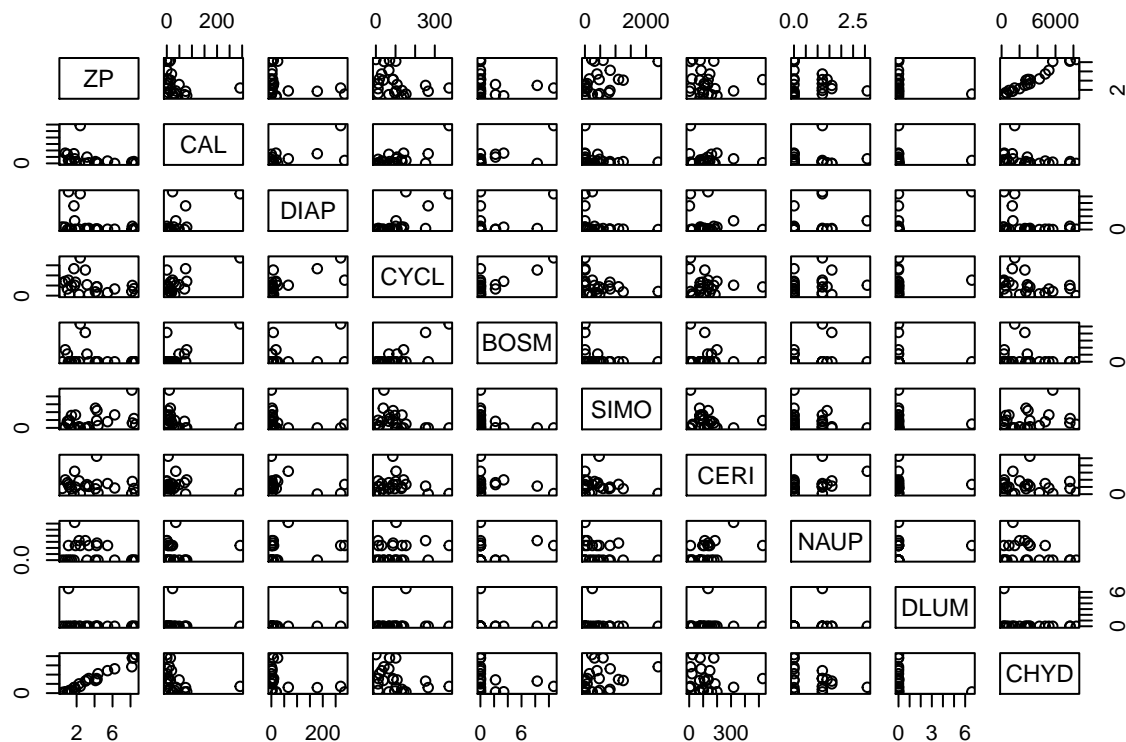 0 200 0 300 0 2000 0.0 2.5 0 6000
ZP 2
0 CAL
DIAP 0
0 CYCL
BOSM 0
0 SIMO
CERI 0
0.0 NAUP
DLUM 0 6
0 CHYD
2 6 0 200 0 6 0 300 0 3 6